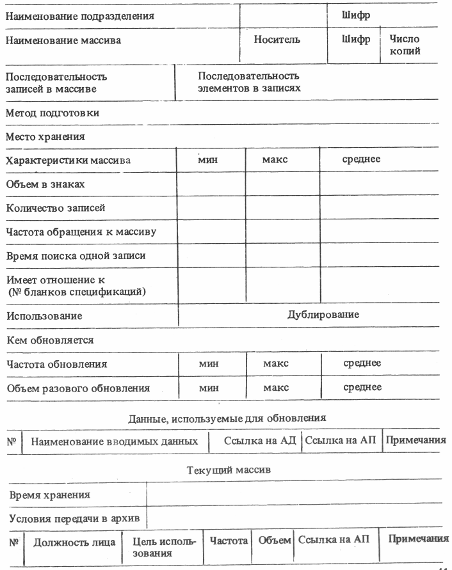 Наименование подразделения Шифр
Наименование массива Носитель Шифр Число
копий
Последовательность Последовательность
записей в массиве элементов в записях
Метод подготовки
Место хранения
Характеристики массива мин макс среднее
Объем в знаках
Количество записей
Частота обращения к массиву
Время поиска одной записи
Имеет отношение к
(№ бланков спецификаций)
Использование Дублирование
Кем обновляется
Частота обновления мин макс среднее
Объем разового обновления мин макс среднее
Данные, используемые для обновления
№ Наименование вводимых данных Ссылка на АД Ссылка на АП Примечания
Текущий массив
Время хранения
Условия передачи в архив
№ Должность лица Цель исполь- Частота Объем Ссылка на АП Примечания
зования